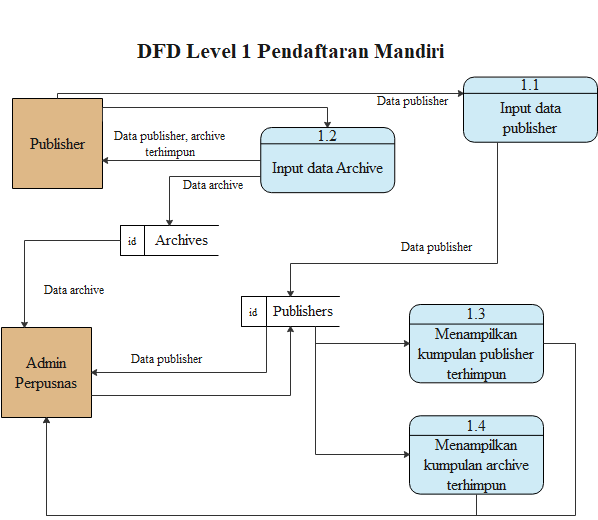 DFD Level 1 Pendaftaran Mandiri
1.1
Input data
publisher
Data publisher
Publisher
1.2
Input data Archive
Data publisher, archive
terhimpun
Data archive
id
Archives
Data publisher
Data archive
id
Publishers
1.3
Menampilkan
kumpulan publisher
terhimpun
Admin
Perpusnas
Data publisher
1.4
Menampilkan
kumpulan archive
terhimpun